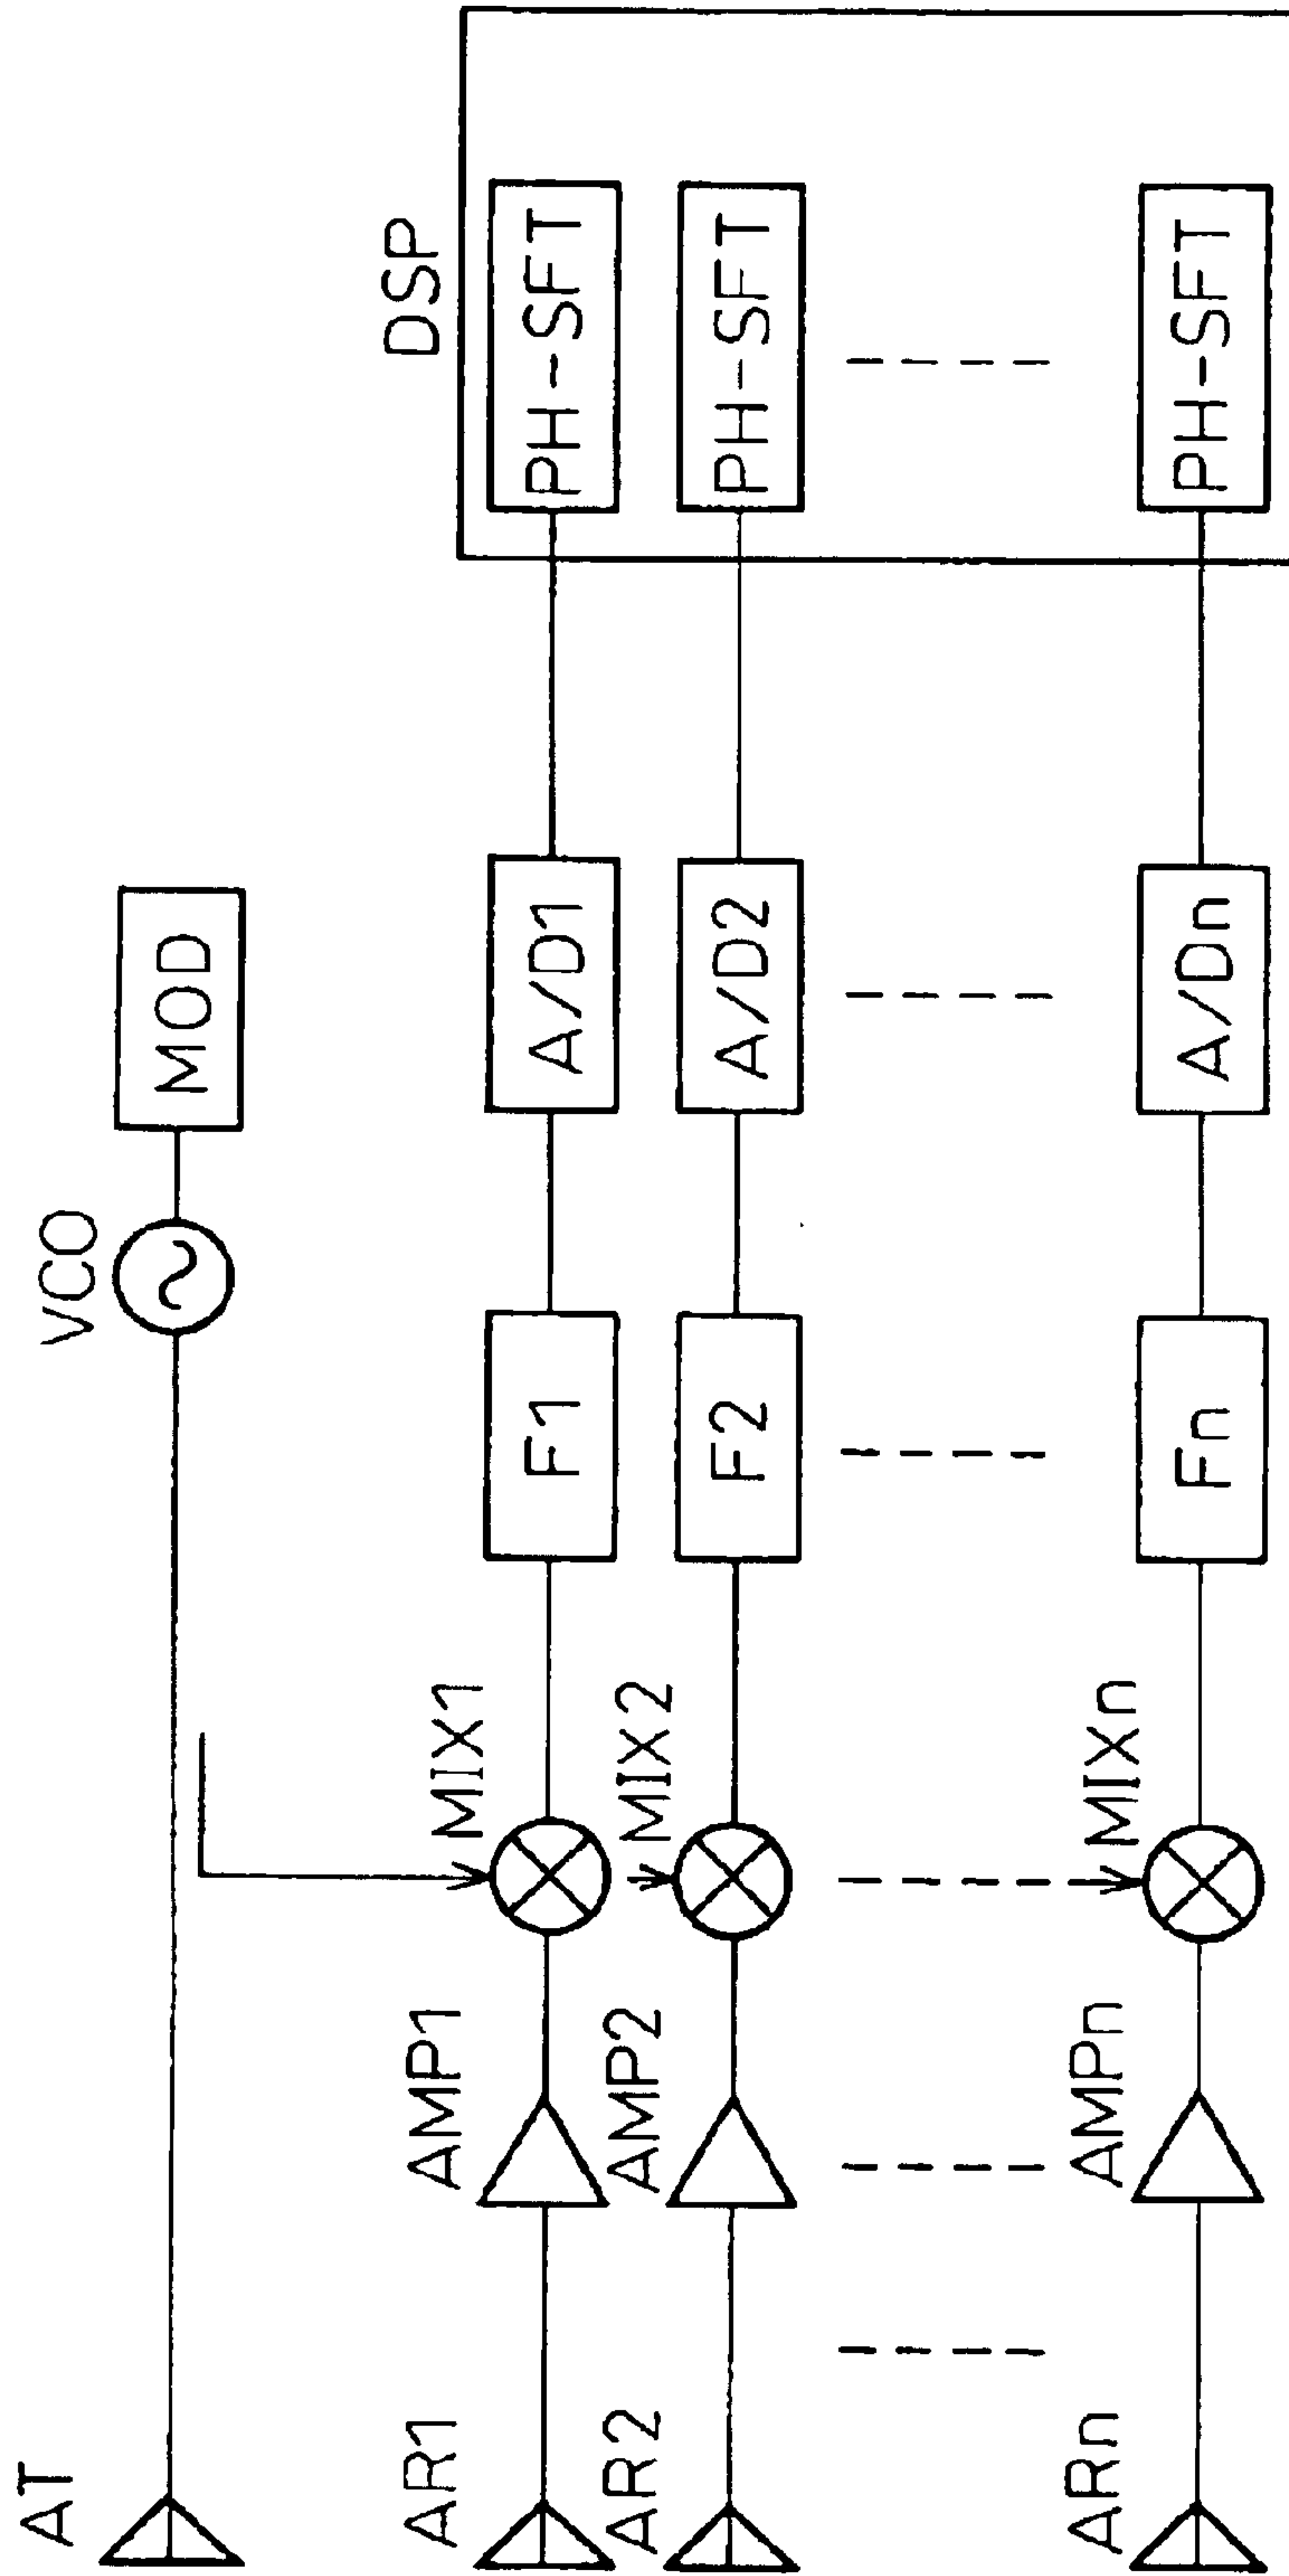 AT
VCO
MOD
DSP
AR1
AMP1
MIX1
F1
A/D1
PH-SFT
AR2
AMP2
MIX2
F2
A/D2
PH-SFT
ARn
AMPn
MIXn
Fn
A/Dn
PH-SFT